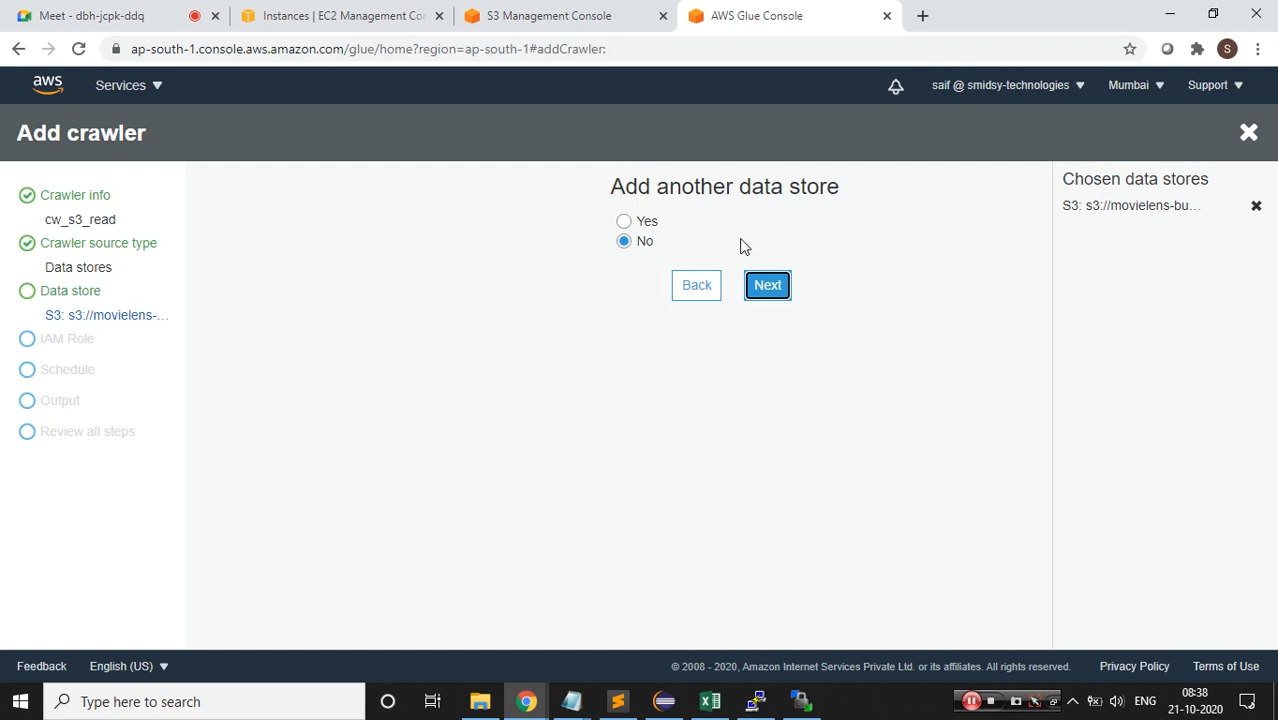 Meet - dbh-jcpk-ddq
Instances | EC2 Management Con
S3 Management Console
AWS Glue Console
ap-south-1.console.aws.amazon.com/glue/home?region=ap-south-1#addCrawler:
S
aws
Services
saif @ smidsy-technologies
Mumbai
Support
Add crawler
Crawler info
cw_s3_read
Crawler source type
Data stores
Data store
S3: s3://movielens-...
IAM Role
Schedule
Output
Review all steps
Add another data store
Yes
No
Back
Next
Chosen data stores
S3: s3://movielens-bu...
Feedback
English (US)
© 2008 - 2020, Amazon Internet Services Private Ltd. or its affiliates. All rights reserved.
Privacy Policy
Terms of Use
Type here to search
ENG
08:38
21-10-2020